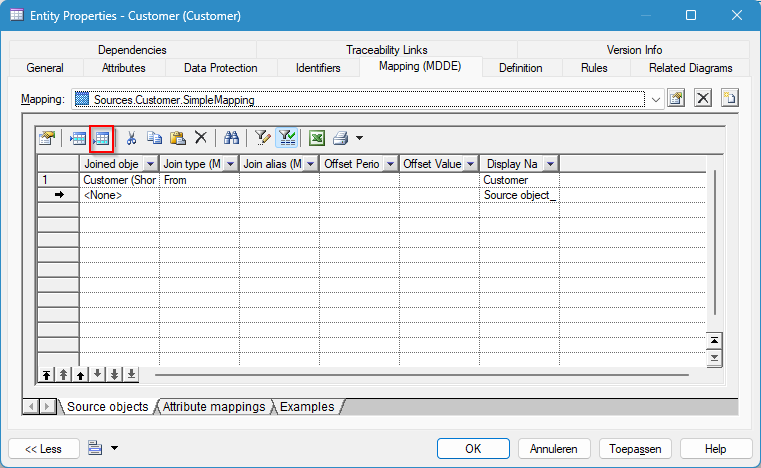 Entity Properties - Customer (Customer)
Dependencies Traceability Links Version Info
General Attributes Data Protection Identifiers Mapping (MDDE) Definition Rules Related Diagrams
Mapping: Sources.Customer.SimpleMapping
Joined obje Join type (M Join alias (M Offset Perio Offset Value Display Na
1 Customer (Shor From Customer
<None> Source object_
Source objects Attribute mappings Examples
<< Less OK Annuleren Toepassen Help